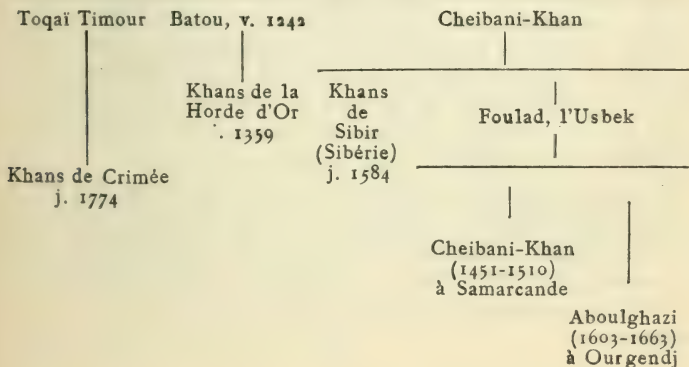 Toqaï Timour Batou, v. 1242 Cheibani-Khan
Khans de la
Horde d'Or
. 1359
Khans
de
Sibir
(Sibérie)
j. 1584
Foulad, l'Usbek
Khans de Crimée
j. 1774
Cheibani-Khan
(1451-1510)
à Samarcande
Aboulghazi
(1603-1663)
à Ourgendj